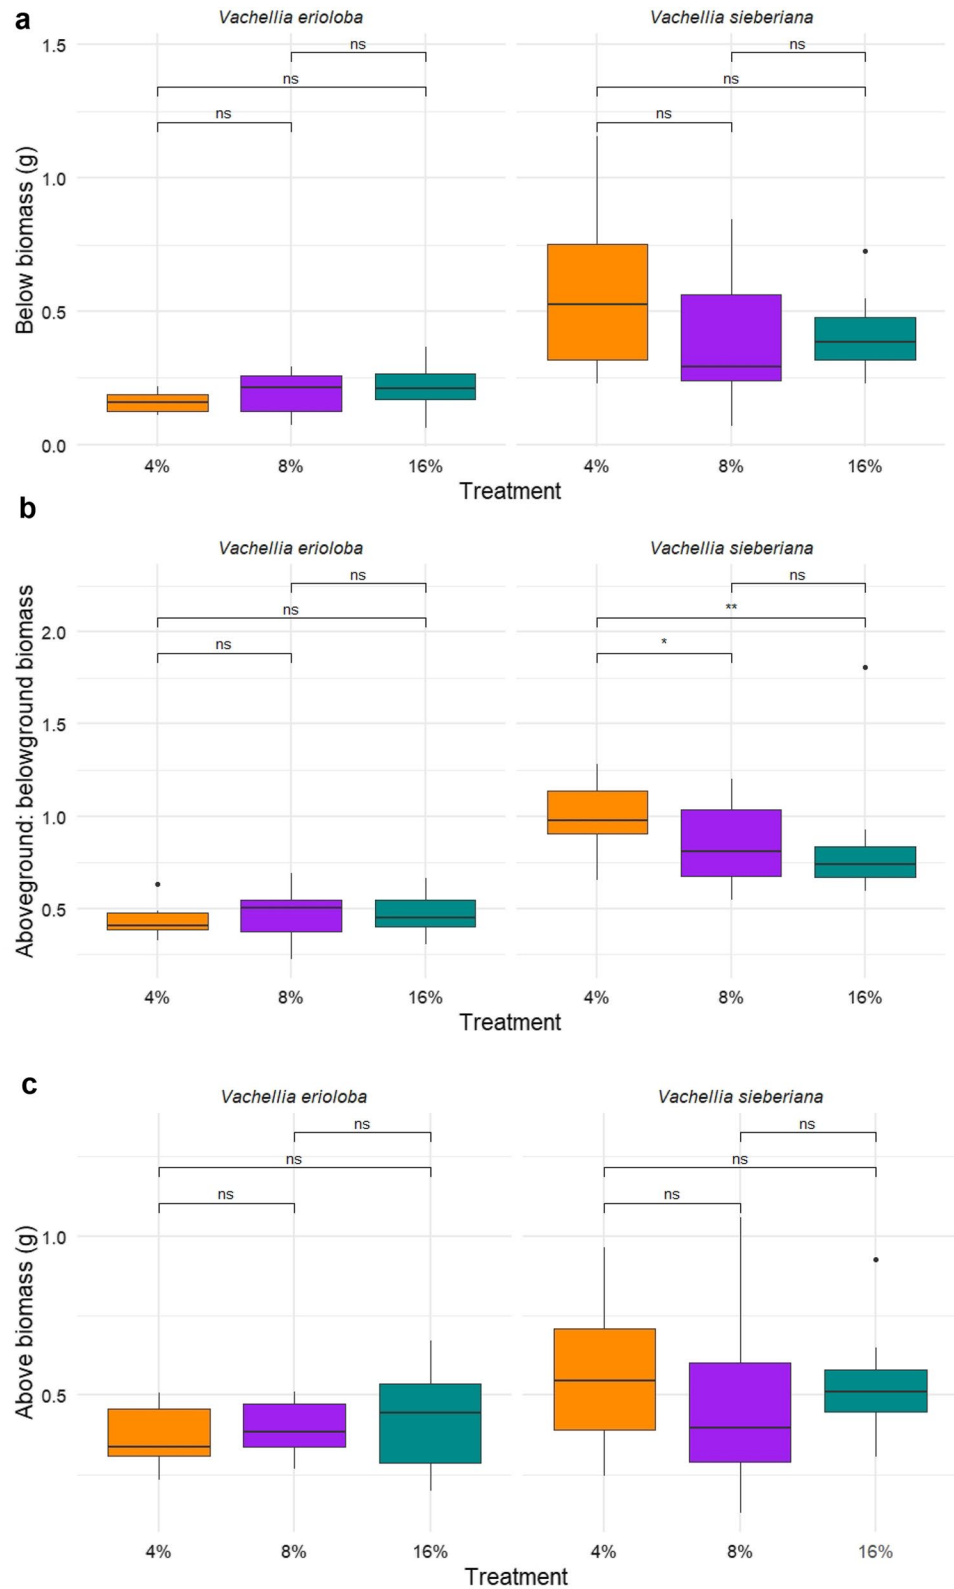 a
Vachellia erioloba Vachellia sieberiana
1.5
ns ns
ns ns
ns ns
1.0
0.5
0.0
Below biomass (g)
4% 8% 16% 4% 8% 16%
Treatment
b
Vachellia erioloba Vachellia sieberiana
ns ns
ns **
ns *
2.0
1.5
1.0
0.5
Aboveground: belowground biomass
4% 8% 16% 4% 8% 16%
Treatment
c
Vachellia erioloba Vachellia sieberiana
ns ns
ns ns
ns ns
1.0
0.5
Above biomass (g)
4% 8% 16% 4% 8% 16%
Treatment